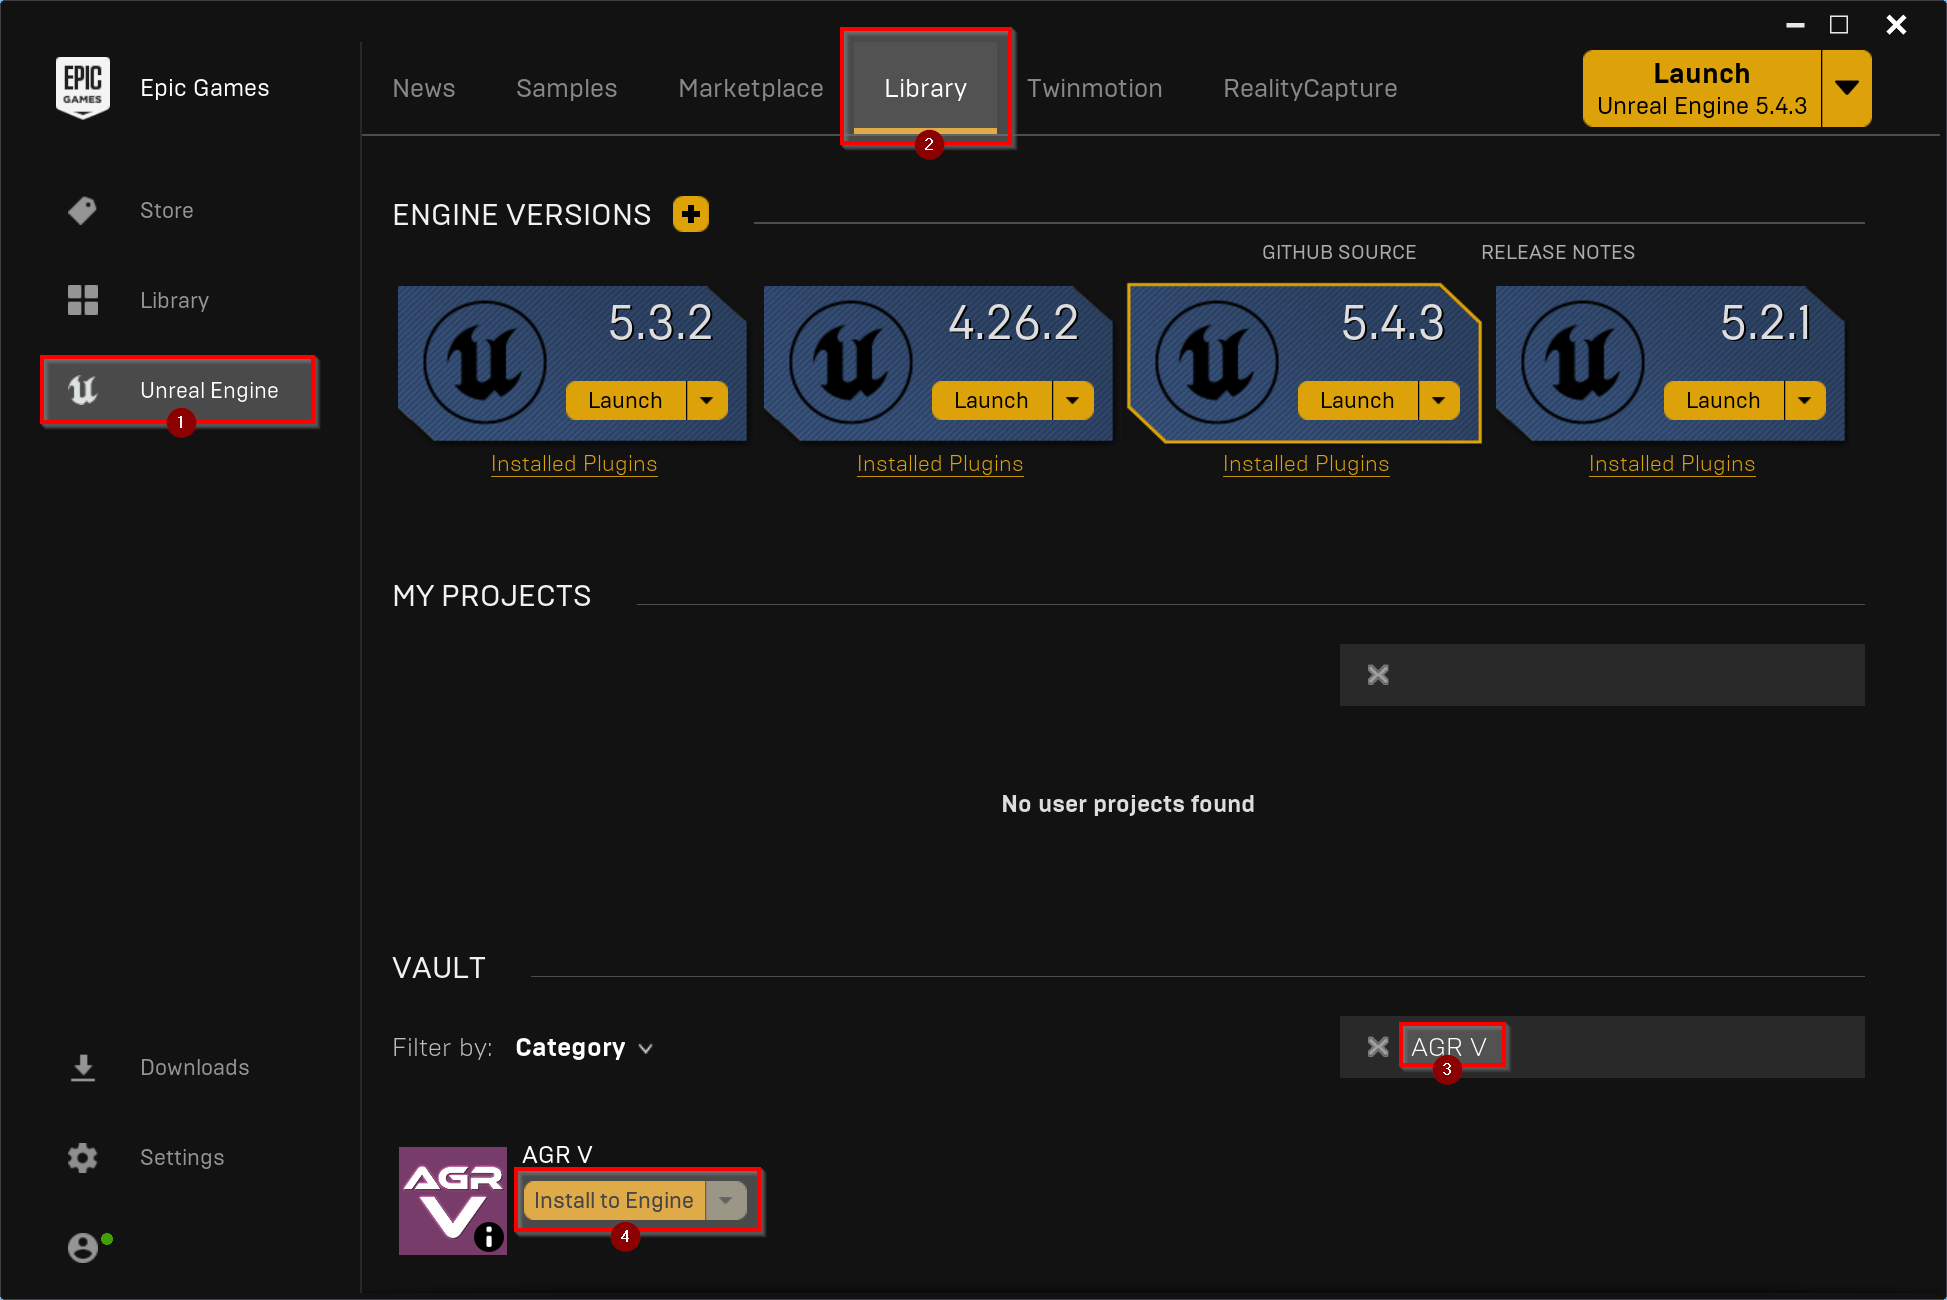 EPIC
GAMES
Epic Games
News
Samples
Marketplace
Library
Twinmotion
RealityCapture
Launch
Unreal Engine 5.4.3
2
Store
Library
Unreal Engine
1
ENGINE VERSIONS
GITHUB SOURCE
RELEASE NOTES
5.3.2
Launch
Installed Plugins
4.26.2
Launch
Installed Plugins
5.4.3
Launch
Installed Plugins
5.2.1
Launch
Installed Plugins
MY PROJECTS
No user projects found
VAULT
Filter by: Category
AGR V
3
AGR V
AGR
V
Install to Engine
4
Downloads
Settings